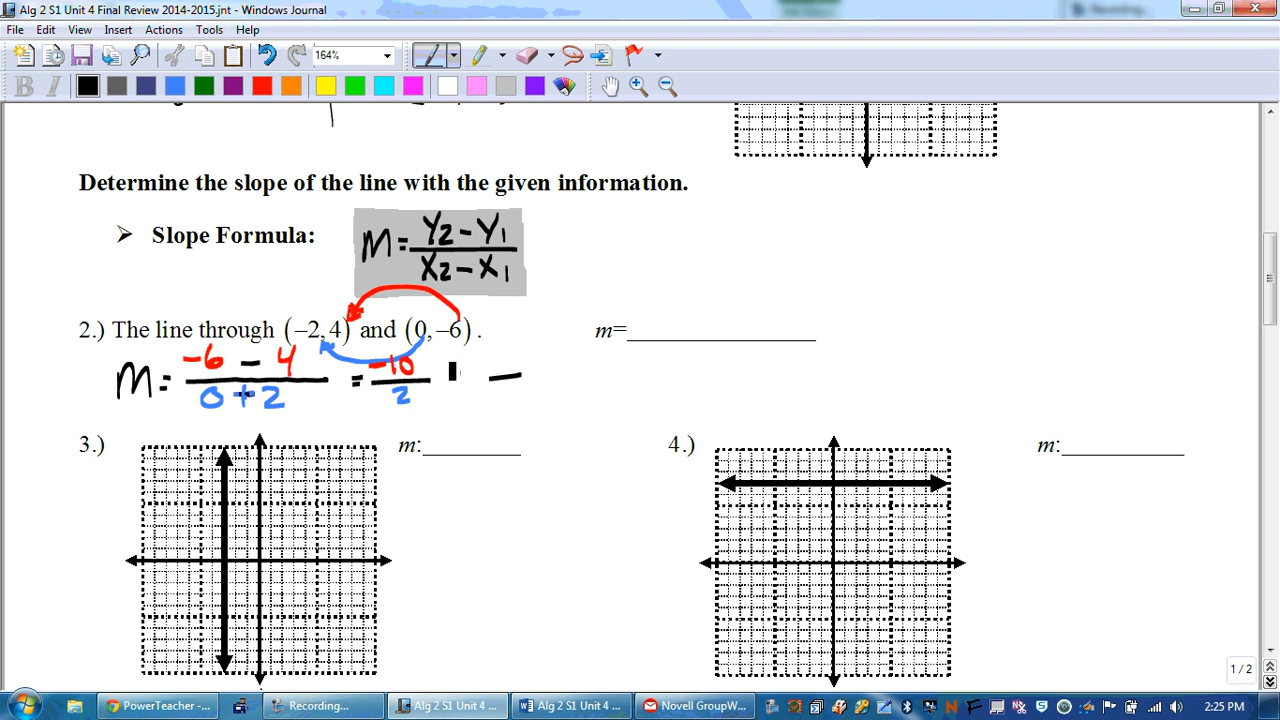 Alg 2 S1 Unit 4 Final Review 2014-2015.jnt - Windows Journal
File Edit View Insert Actions Tools Help
164%
B I
Determine the slope of the line with the given information.
➢ Slope Formula: M = Y2 - Y1 / X2 - X1
2.) The line through (−2, 4) and (0, −6). m=_______________
M = -6 - 4 / 0 + 2 = -10 / 2
3.) m:________
4.) m:__________
1 / 2
PowerTeacher -... Recording... Alg 2 S1 Unit 4 ... Alg 2 S1 Unit 4 ... Novell GroupW... 2:25 PM